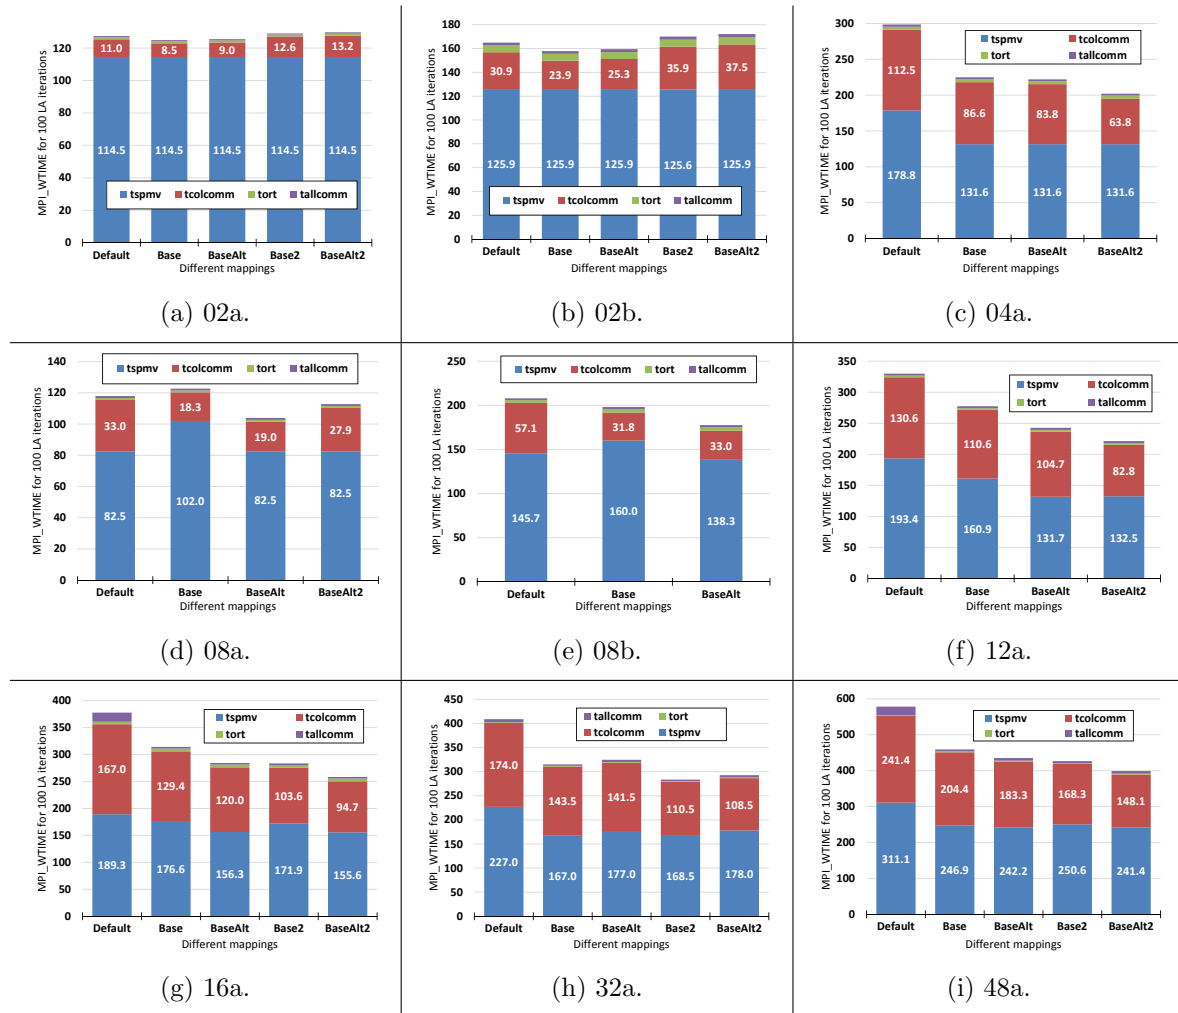 MPI_WTIME for 100 LA iterations
120
100
80
60
40
20
0
11.0 8.5 9.0 12.6 13.2
114.5 114.5 114.5 114.5 114.5
tspmv tcolcomm tort tallcomm
Default Base BaseAlt Base2 BaseAlt2
Different mappings
(a) 02a.
MPI_WTIME for 100 LA iterations
180
160
140
120
100
80
60
40
20
0
30.9 23.9 25.3 35.9 37.5
125.9 125.9 125.9 125.6 125.9
tspmv tcolcomm tort tallcomm
Default Base BaseAlt Base2 BaseAlt2
Different mappings
(b) 02b.
MPI_WTIME for 100 LA iterations
300
250
200
150
100
50
0
tspmv tcolcomm
tort tallcomm
112.5 86.6 83.8 63.8
178.8 131.6 131.6 131.6
Default Base BaseAlt BaseAlt2
Different mappings
(c) 04a.
MPI_WTIME for 100 LA iterations
140
120
100
80
60
40
20
0
tspmv tcolcomm tort tallcomm
33.0 18.3 19.0 27.9
82.5 102.0 82.5 82.5
Default Base BaseAlt BaseAlt2
Different mappings
(d) 08a.
MPI_WTIME for 100 LA iterations
250
200
150
100
50
0
tspmv tcolcomm tort tallcomm
57.1 31.8 33.0
145.7 160.0 138.3
Default Base BaseAlt
Different mappings
(e) 08b.
MPI_WTIME for 100 LA iterations
350
300
250
200
150
100
50
0
tspmv tcolcomm
tort tallcomm
130.6 110.6 104.7 82.8
193.4 160.9 131.7 132.5
Default Base BaseAlt BaseAlt2
Different mappings
(f) 12a.
MPI_WTIME for 100 LA iterations
400
350
300
250
200
150
100
50
0
tspmv tcolcomm
tort tallcomm
167.0 129.4 120.0 103.6 94.7
189.3 176.6 156.3 171.9 155.6
Default Base BaseAlt Base2 BaseAlt2
Different mappings
(g) 16a.
MPI_WTIME for 100 LA iterations
450
400
350
300
250
200
150
100
50
0
tallcomm tort
tcolcomm tspmv
174.0 143.5 141.5 110.5 108.5
227.0 167.0 177.0 168.5 178.0
Default Base BaseAlt Base2 BaseAlt2
Different mappings
(h) 32a.
MPI_WTIME for 100 LA iterations
600
500
400
300
200
100
0
tspmv tcolcomm
tort tallcomm
241.4 204.4 183.3 168.3 148.1
311.1 246.9 242.2 250.6 241.4
Default Base BaseAlt Base2 BaseAlt2
Different mappings
(i) 48a.